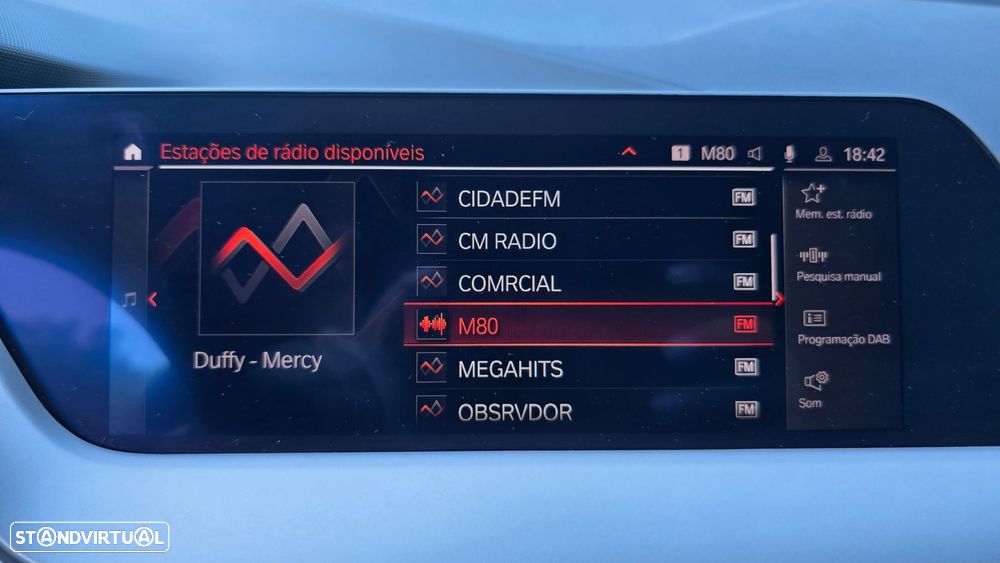 Estações de rádio disponíveis
1 M80 18:42
CIDADEFM FM
CM RADIO FM
COMRCIAL FM
M80 FM
MEGAHITS FM
OBSRVDOR FM
Duffy - Mercy
Mem. est. rádio
Pesquisa manual
Programação DAB
Som
STANDVIRTUAL